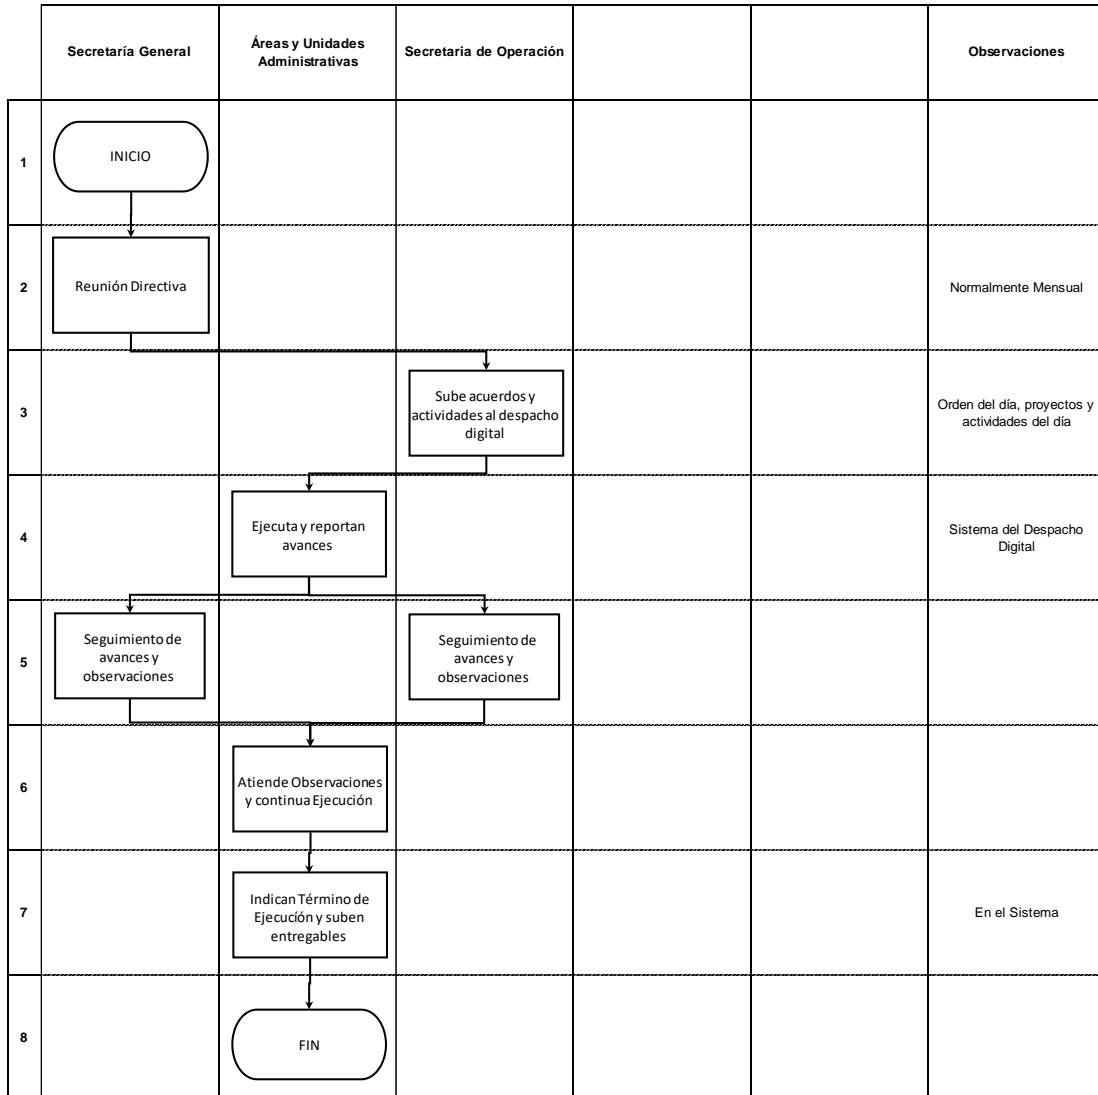 Secretaría General
Áreas y Unidades
Administrativas
Secretaria de Operación
Observaciones
1
INICIO
2
Reunión Directiva
Normalmente Mensual
3
Sube acuerdos y
actividades al despacho
digital
Orden del día, proyectos y
actividades del día
4
Ejecuta y reportan
avances
Sistema del Despacho
Digital
5
Seguimiento de
avances y
observaciones
Seguimiento de
avances y
observaciones
6
Atiende Observaciones
y continua Ejecución
7
Indican Término de
Ejecución y suben
entregables
En el Sistema
8
FIN